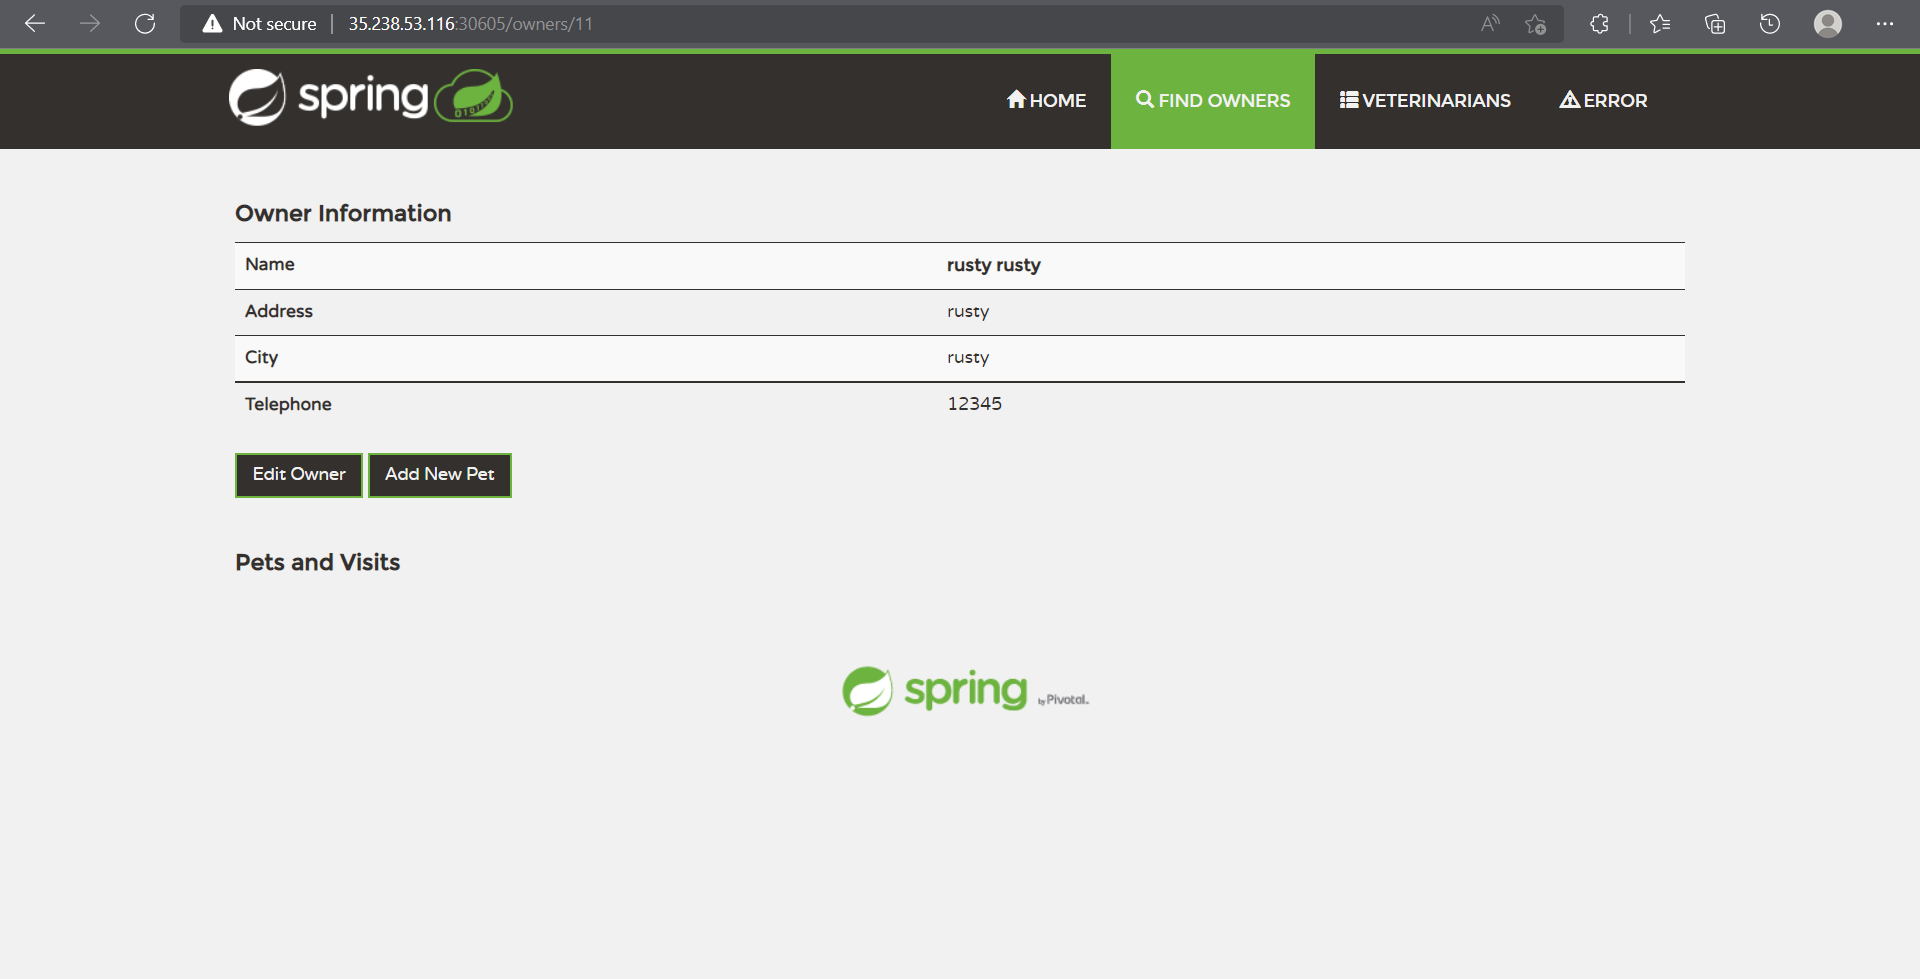 Not secure | 35.238.53.116:30605/owners/11
spring
HOME
FIND OWNERS
VETERINARIANS
ERROR
Owner Information
Name rusty rusty
Address rusty
City rusty
Telephone 12345
Edit Owner
Add New Pet
Pets and Visits
spring by Pivotal.